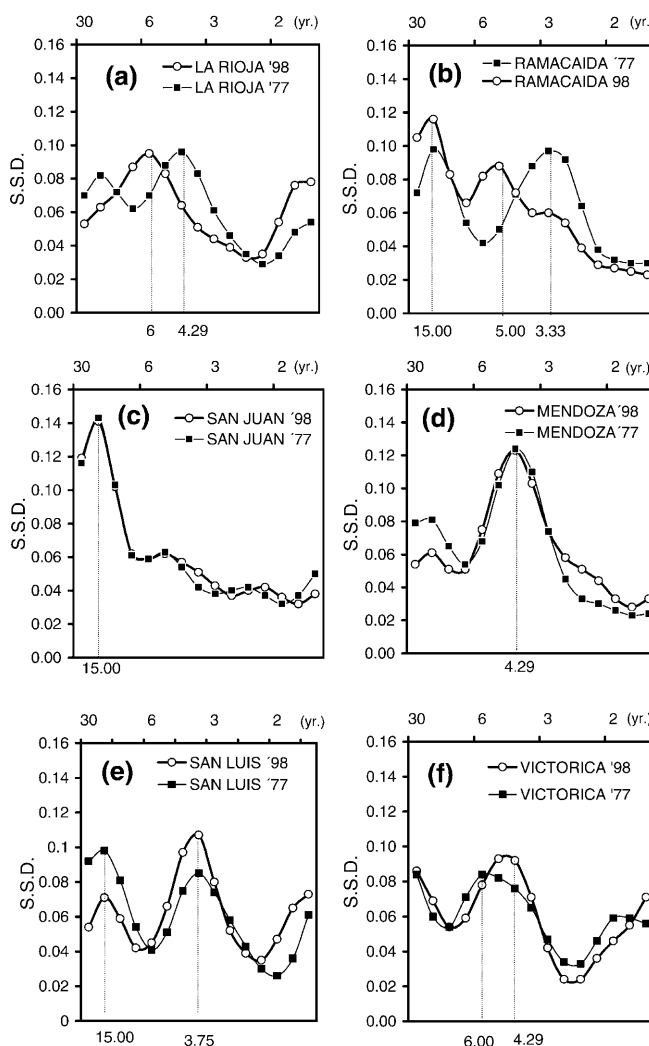 30 6 3 2 (yr.)
0.16
0.14
0.12
0.10
0.08
0.06
0.04
0.02
0.00
S.S.D.
(a)
LA RIOJA '98
LA RIOJA '77
6 4.29
30 6 3 2 (yr.)
0.16
0.14
0.12
0.10
0.08
0.06
0.04
0.02
0.00
(b)
RAMACAIDA ´77
RAMACAIDA 98
15.00 5.00 3.33
30 6 3 2 (yr.)
0.16
0.14
0.12
0.10
0.08
0.06
0.04
0.02
0.00
S.S.D.
(c)
SAN JUAN ´98
SAN JUAN ´77
15.00
30 6 3 2 (yr.)
0.16
0.14
0.12
0.10
0.08
0.06
0.04
0.02
0.00
S.S.D.
(d)
MENDOZA´98
MENDOZA´77
4.29
30 6 3 2 (yr.)
0.16
0.14
0.12
0.1
0.08
0.06
0.04
0.02
0
S.S.D.
(e)
SAN LUIS ´98
SAN LUIS ´77
15.00 3.75
30 6 3 2 (yr.)
0.16
0.14
0.12
0.10
0.08
0.06
0.04
0.02
0.00
S.S.D.
(f)
VICTORICA '98
VICTORICA '77
6.00 4.29